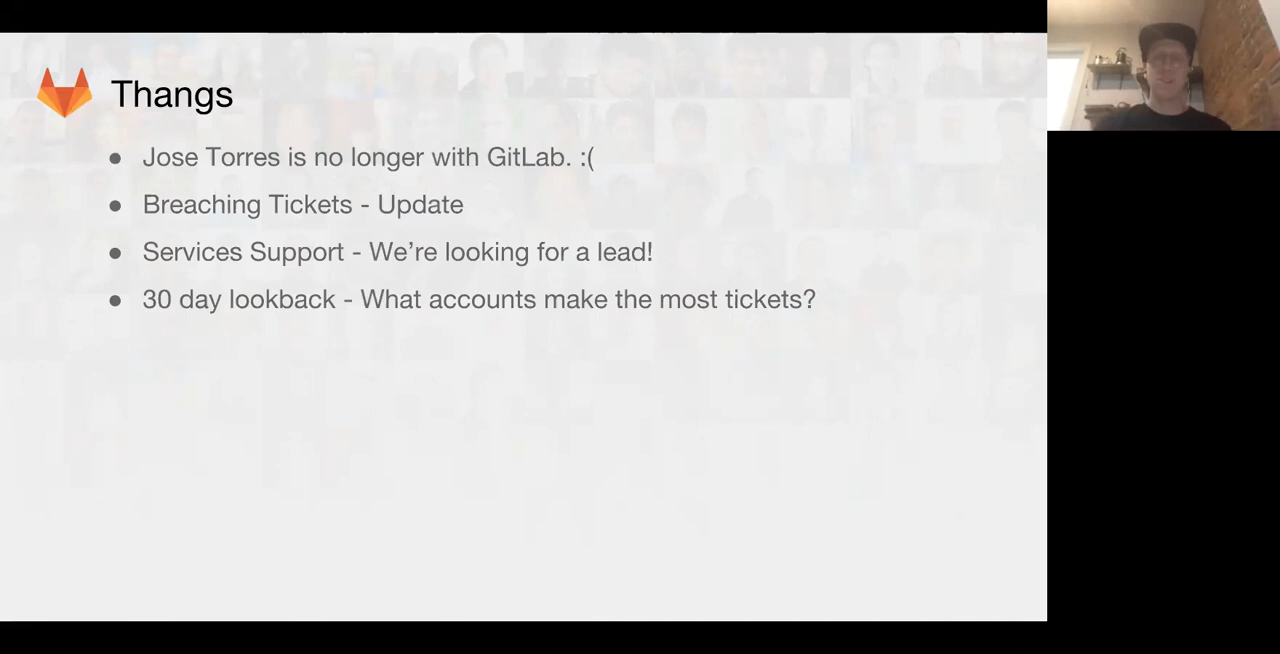 Thangs
● Jose Torres is no longer with GitLab. :(
● Breaching Tickets - Update
● Services Support - We’re looking for a lead!
● 30 day lookback - What accounts make the most tickets?